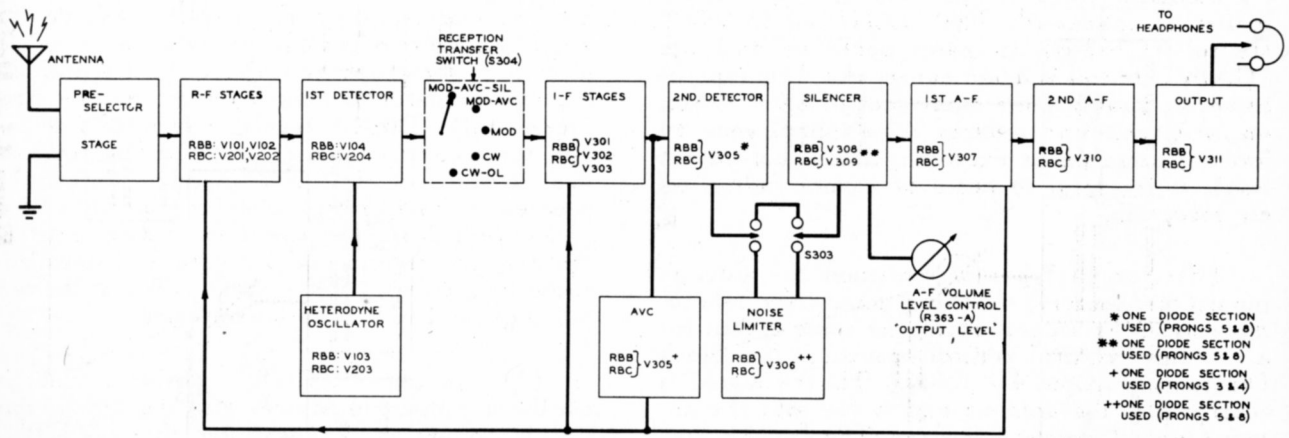 ANTENNA
PRE-
SELECTOR
STAGE
R-F STAGES
RBB: V101, V102
RBC: V201, V202
1ST DETECTOR
RBB: V104
RBC: V204
HETERODYNE
OSCILLATOR
RBB: V103
RBC: V203
RECEPTION
TRANSFER
SWITCH (S304)
MOD-AVC-SIL
MOD-AVC
MOD
CW
CW-OL
I-F STAGES
RBB} V301
RBC} V302
V303
2ND. DETECTOR
RBB}
RBC} V305 *
SILENCER
RBB} V308
RBC} V309 **
1ST A-F
RBB}
RBC} V307
2ND A-F
RBB}
RBC} V310
OUTPUT
RBB}
RBC} V311
TO
HEADPHONES
S303
AVC
RBB}
RBC} V305 +
NOISE
LIMITER
RBB}
RBC} V306 ++
A-F VOLUME
LEVEL CONTROL
(R363-A)
"OUTPUT LEVEL"
* ONE DIODE SECTION
USED (PRONGS 5 & 8)
** ONE DIODE SECTION
USED (PRONGS 5 & 8)
+ ONE DIODE SECTION
USED (PRONGS 3 & 4)
++ ONE DIODE SECTION
USED (PRONGS 5 & 8)